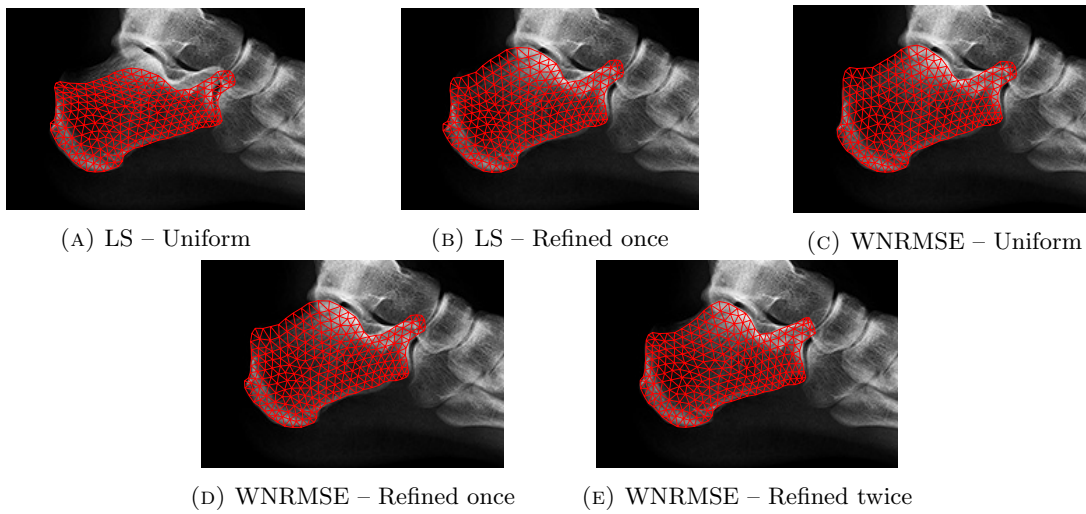 (A) LS – Uniform
(B) LS – Refined once
(C) WNRMSE – Uniform
(D) WNRMSE – Refined once
(E) WNRMSE – Refined twice